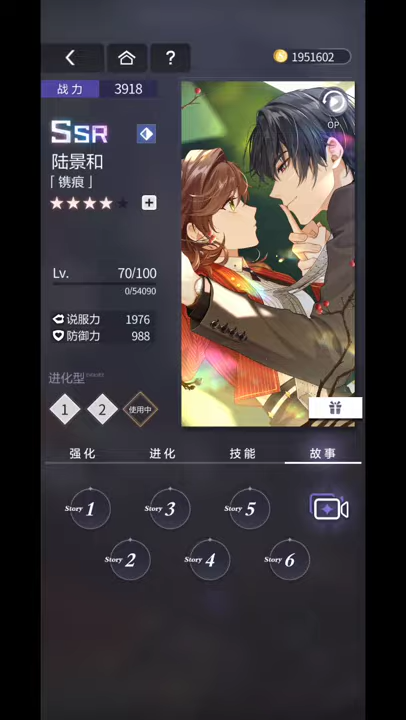 ?
1951602
战力 3918
OP
SSR
陆景和
「镌痕」
Lv. 70/100
0/54090
说服力 1976
防御力 988
进化型
1 2 使用中
强化 进化 技能 故事
Story 1 Story 3 Story 5
Story 2 Story 4 Story 6